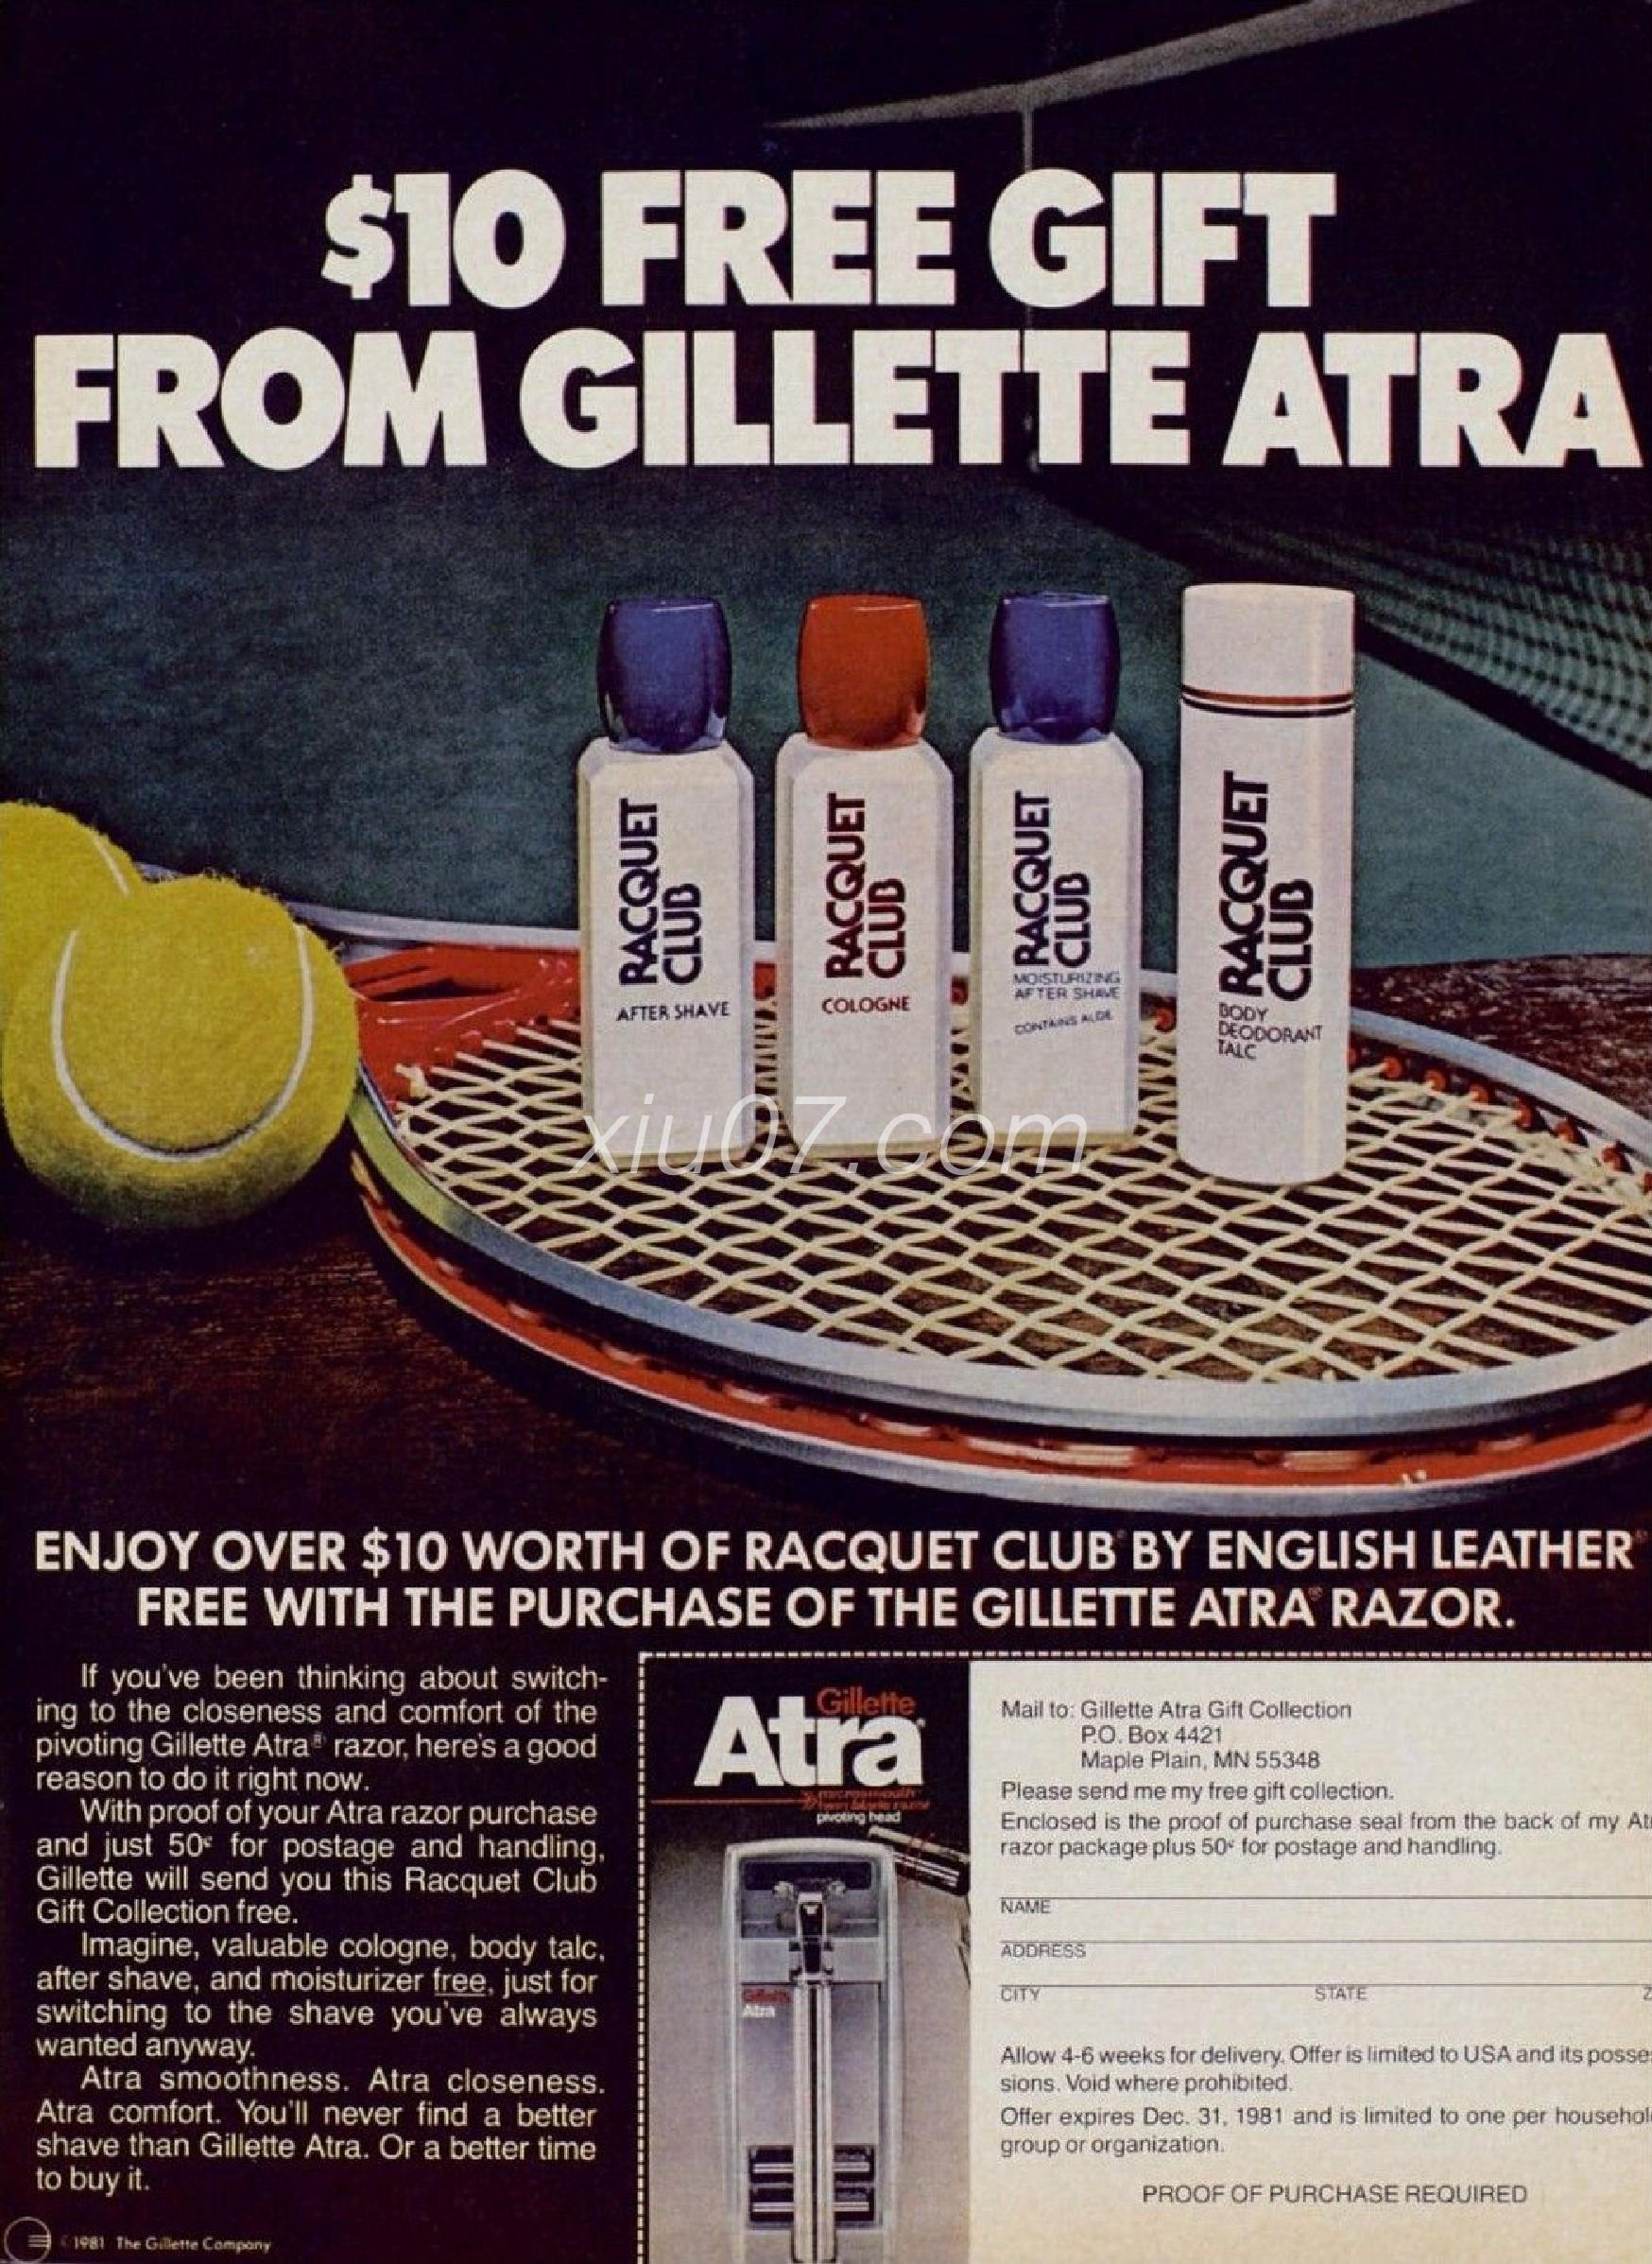 $10 FREE GIFT
FROM GILLETTE ATRA
RACQUET
CLUB
AFTER SHAVE
RACQUET
CLUB
COLOGNE
RACQUET
CLUB
MOISTURIZING
AFTER SHAVE
CONTAINS ALOE
RACQUET
CLUB
BODY
DEODORANT
TALC
xiu07.com
ENJOY OVER $10 WORTH OF RACQUET CLUB® BY ENGLISH LEATHER®
FREE WITH THE PURCHASE OF THE GILLETTE ATRA® RAZOR.
If you've been thinking about switch-
ing to the closeness and comfort of the
pivoting Gillette Atra® razor, here's a good
reason to do it right now.
With proof of your Atra razor purchase
and just 50¢ for postage and handling,
Gillette will send you this Racquet Club
Gift Collection free.
Imagine, valuable cologne, body talc,
after shave, and moisturizer free, just for
switching to the shave you've always
wanted anyway.
Atra smoothness. Atra closeness.
Atra comfort. You'll never find a better
shave than Gillette Atra. Or a better time
to buy it.
© 1981 The Gillette Company
Gillette
Atra
pivoting head
Gillette
Atra
Mail to: Gillette Atra Gift Collection
P.O. Box 4421
Maple Plain, MN 55348
Please send me my free gift collection.
Enclosed is the proof of purchase seal from the back of my At
razor package plus 50¢ for postage and handling.
NAME
ADDRESS
CITY STATE Z
Allow 4-6 weeks for delivery. Offer is limited to USA and its posses
sions. Void where prohibited.
Offer expires Dec. 31, 1981 and is limited to one per househol
group or organization.
PROOF OF PURCHASE REQUIRED